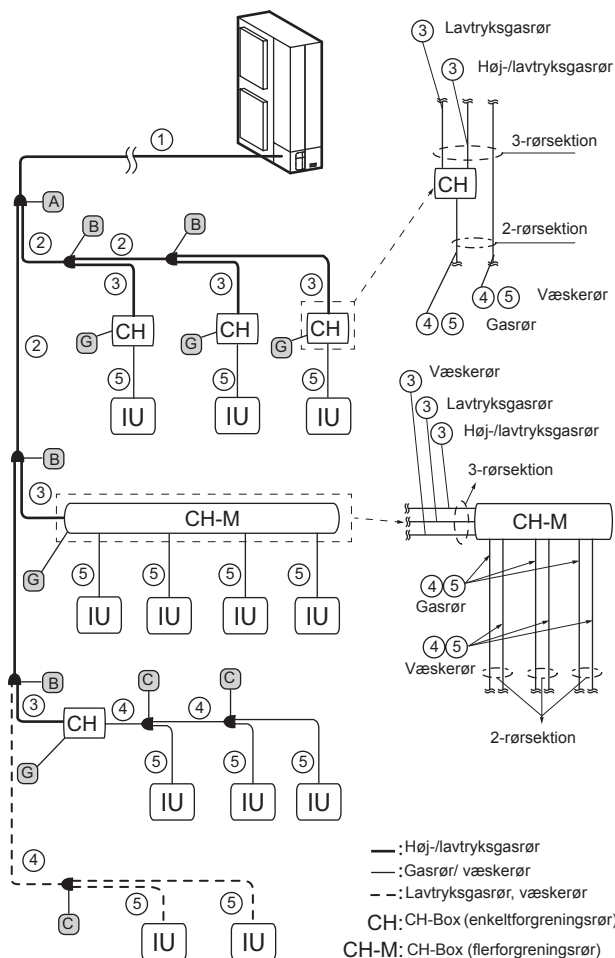 3 Lavtryksgasrør
3 Høj-/lavtryksgasrør
1
3-rørsektion
CH
A
B
B
2
2
3
3
3
2-rørsektion
Væskerør
4 5
4 5
Gasrør
CH
CH
CH
G
G
G
2
5
5
5
IU
IU
IU
3 Væskerør
3 Lavtryksgasrør
3 Høj-/lavtryksgasrør
B
3-rørsektion
3
CH-M
CH-M
G
5
5
5
5
4 5
Gasrør
IU
IU
IU
IU
4 5
Væskerør
B
C
C
3
4
4
CH
2-rørsektion
G
5
5
5
IU
IU
IU
4
:Høj-/lavtryksgasrør
:Gasrør/ væskerør
:Lavtryksgasrør, væskerør
C
5
5
CH: CH-Box (enkeltforgreningsrør)
IU
IU
CH-M: CH-Box (flerforgreningsrør)